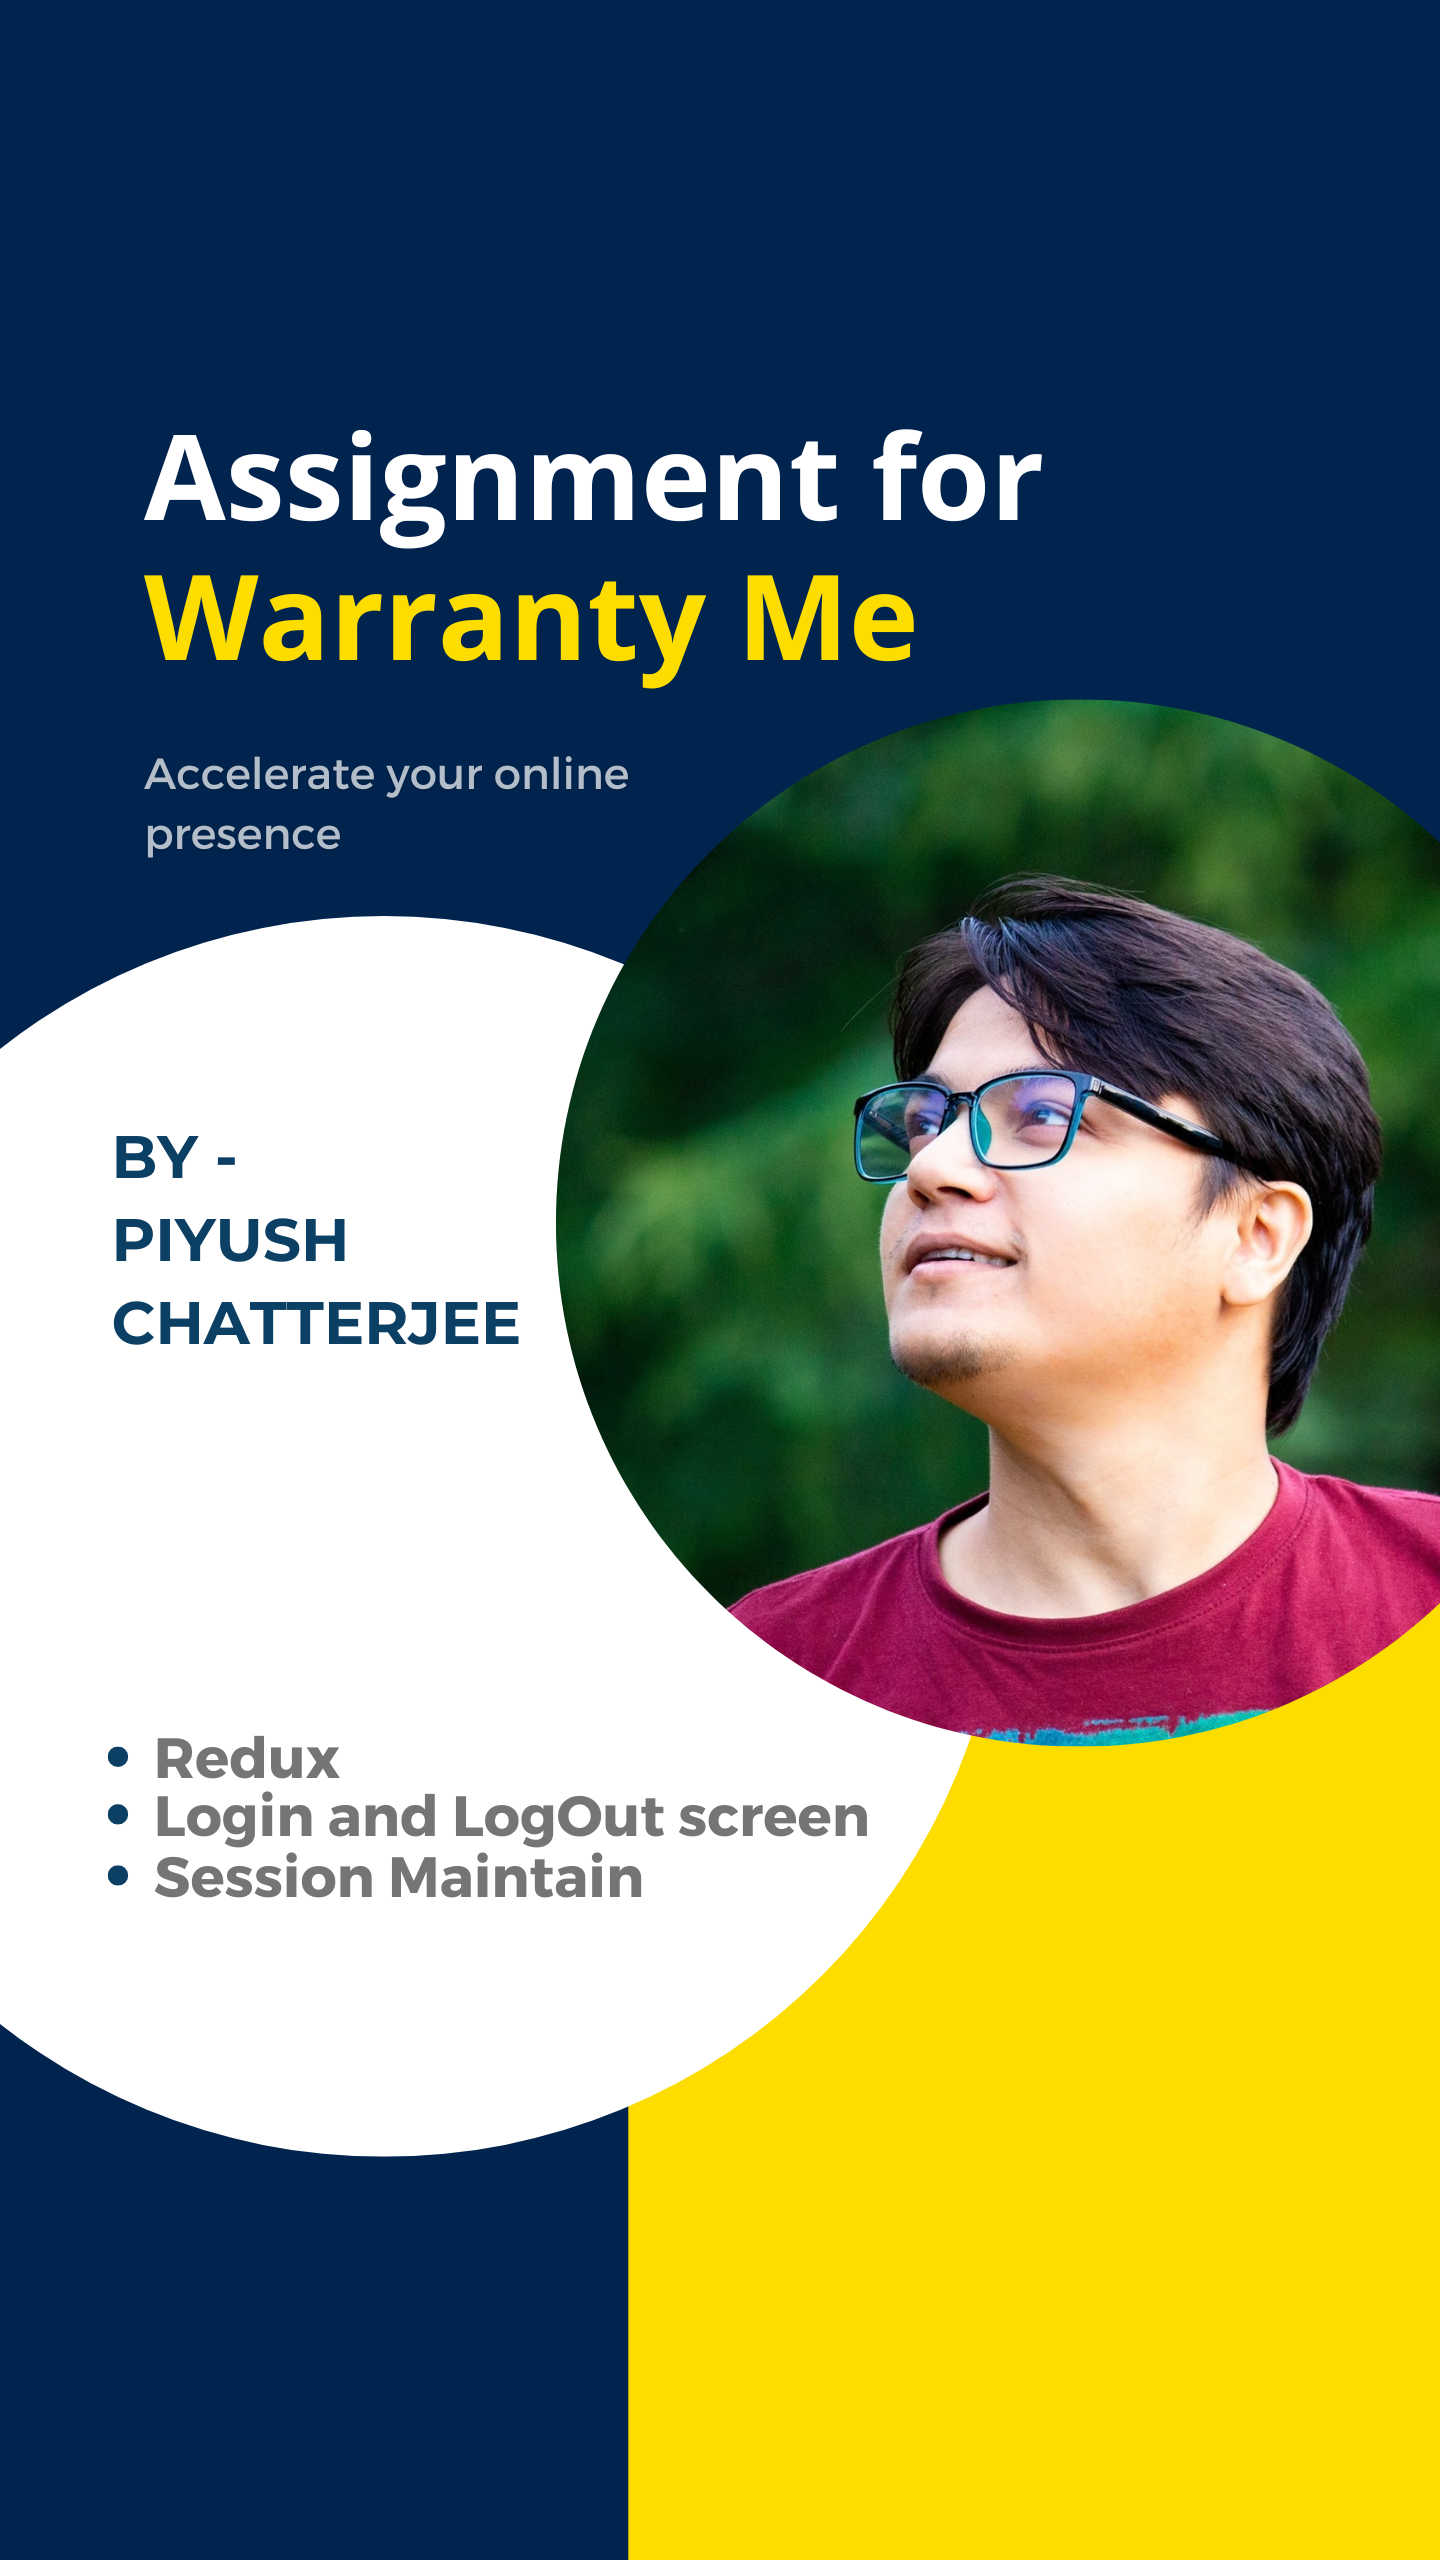 Assignment for
Warranty Me
Accelerate your online
presence
BY -
PIYUSH
CHATTERJEE
Redux
Login and LogOut screen
Session Maintain